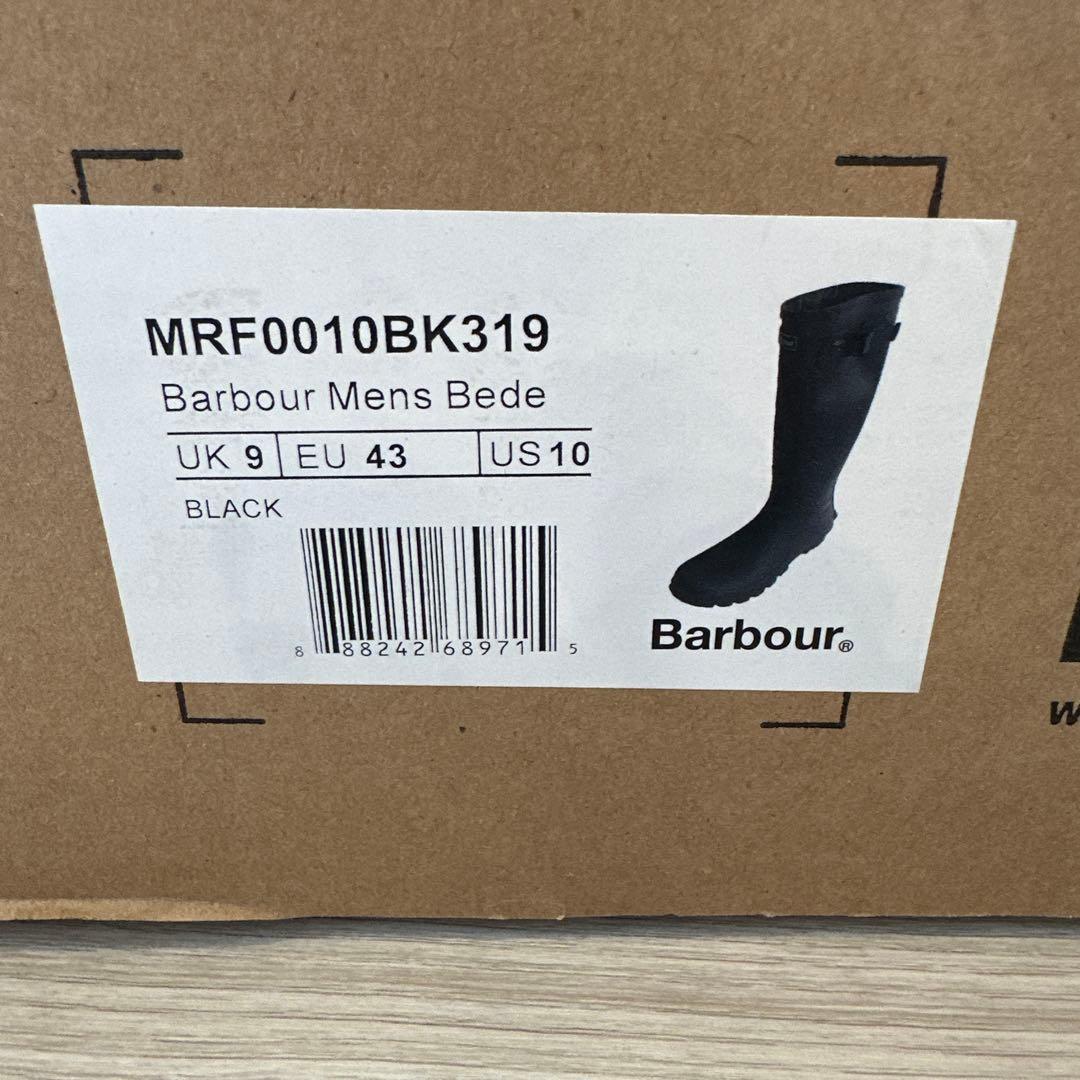 MRF0010BK319
Barbour Mens Bede
UK 9 EU 43 US 10
BLACK
8 88242 68971 5
Barbour®
w